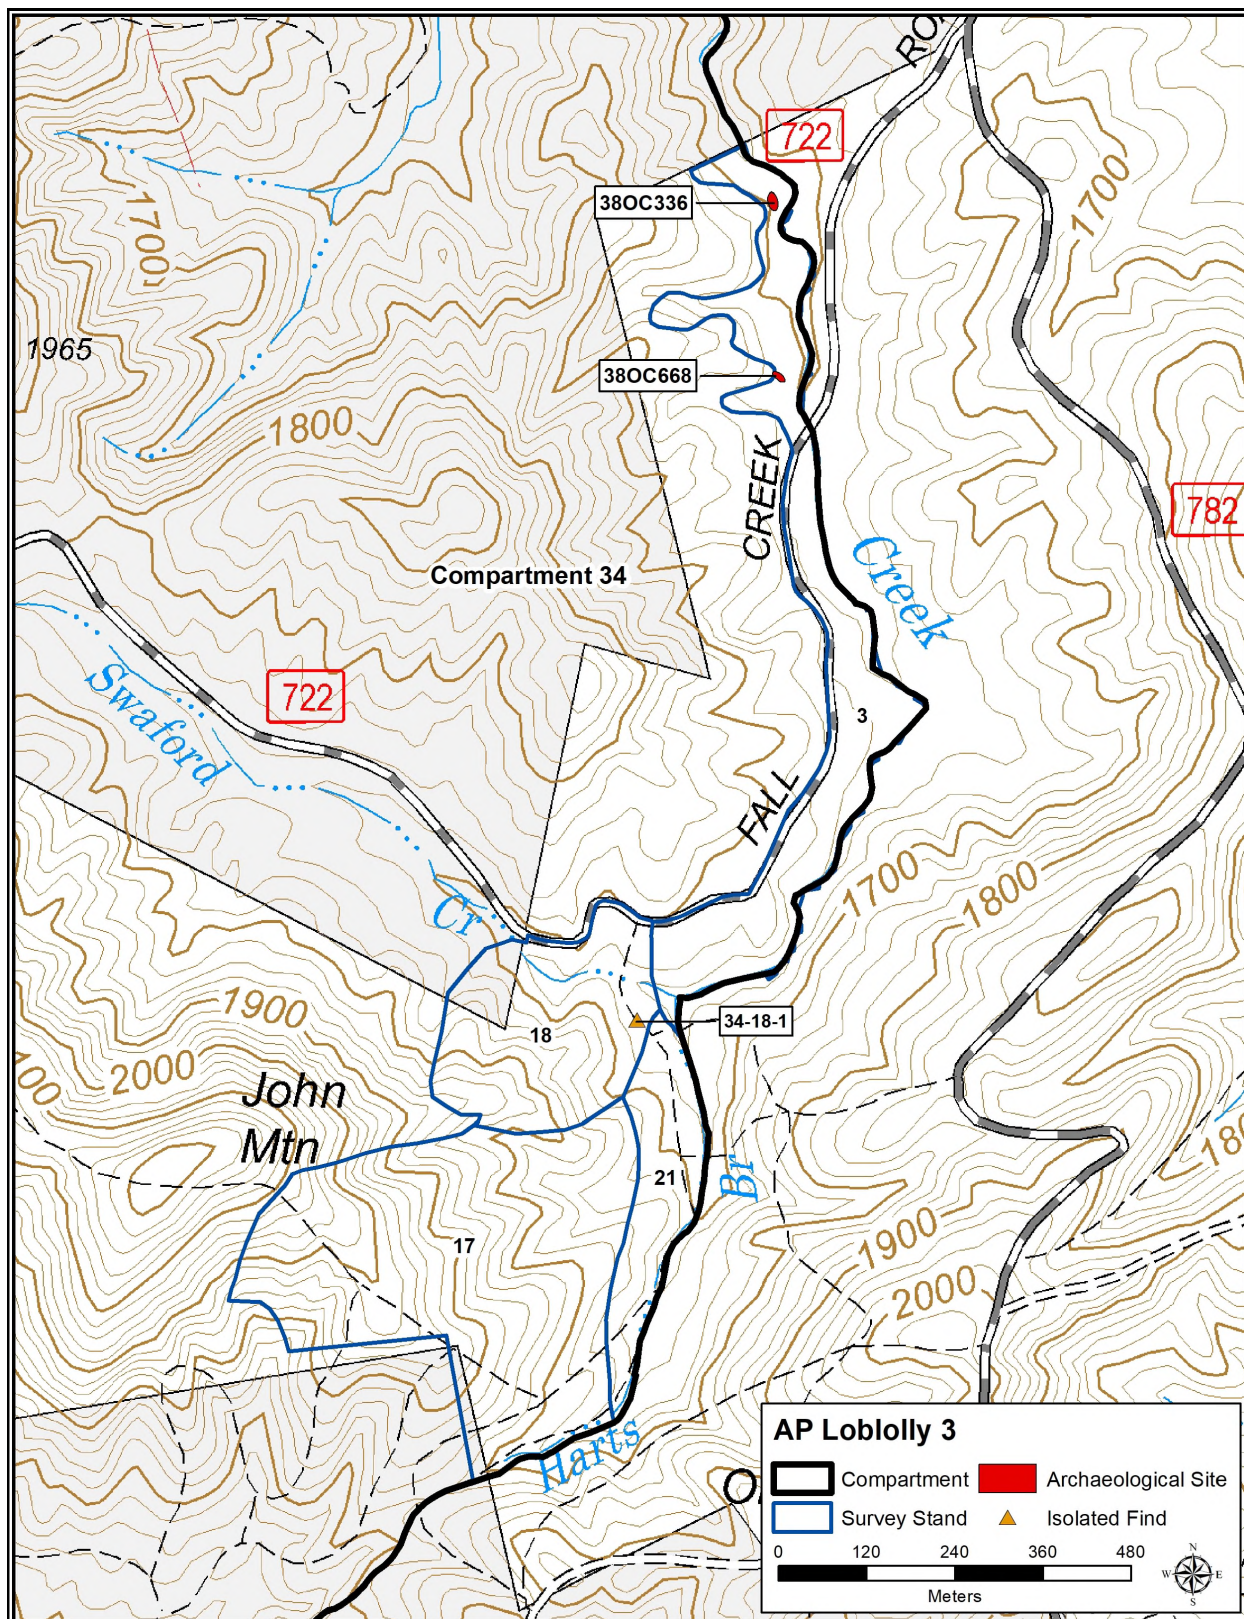 722
1700
1700
38OC336
1965
38OC668
1800
CREEK
782
Creek
Compartment 34
Swaford
722
3
FALL
1700
1800
Cr
1900
34-18-1
18
2000
John
Mtn
21
Br
1900
17
2000
Harts
AP Loblolly 3
Compartment
Archaeological Site
Survey Stand
Isolated Find
0 120 240 360 480
Meters
N
W E
S